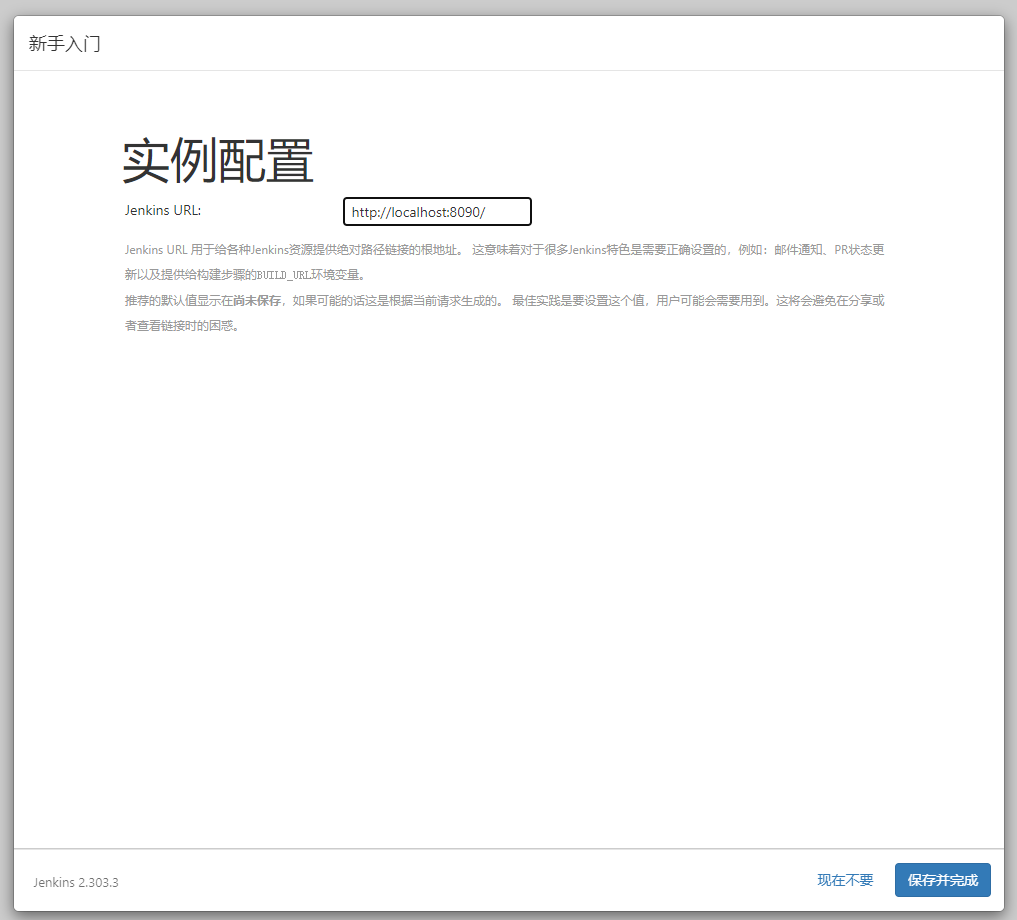 新手入门
实例配置
Jenkins URL:
http://localhost:8090/
Jenkins URL 用于给各种Jenkins资源提供绝对路径链接的根地址。 这意味着对于很多Jenkins特色是需要正确设置的，例如：邮件通知、PR状态更
新以及提供给构建步骤的BUILD_URL环境变量。
推荐的默认值显示在尚未保存，如果可能的话这是根据当前请求生成的。 最佳实践是要设置这个值，用户可能会需要用到。这将会避免在分享或
者查看链接时的困惑。
Jenkins 2.303.3
现在不要
保存并完成